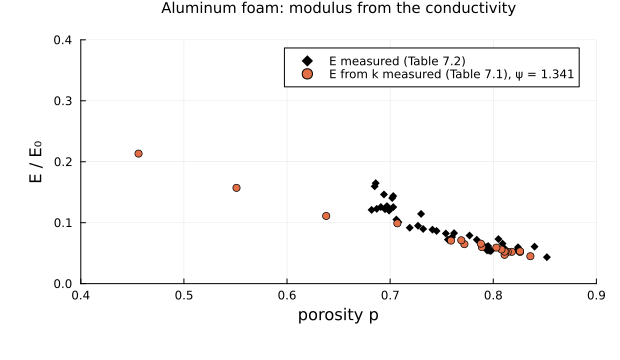 Aluminum foam: modulus from the conductivity
E measured (Table 7.2)
E from k measured (Table 7.1), ψ = 1.341
E / E₀
0.4
0.3
0.2
0.1
0.0
0.4 0.5 0.6 0.7 0.8 0.9
porosity p